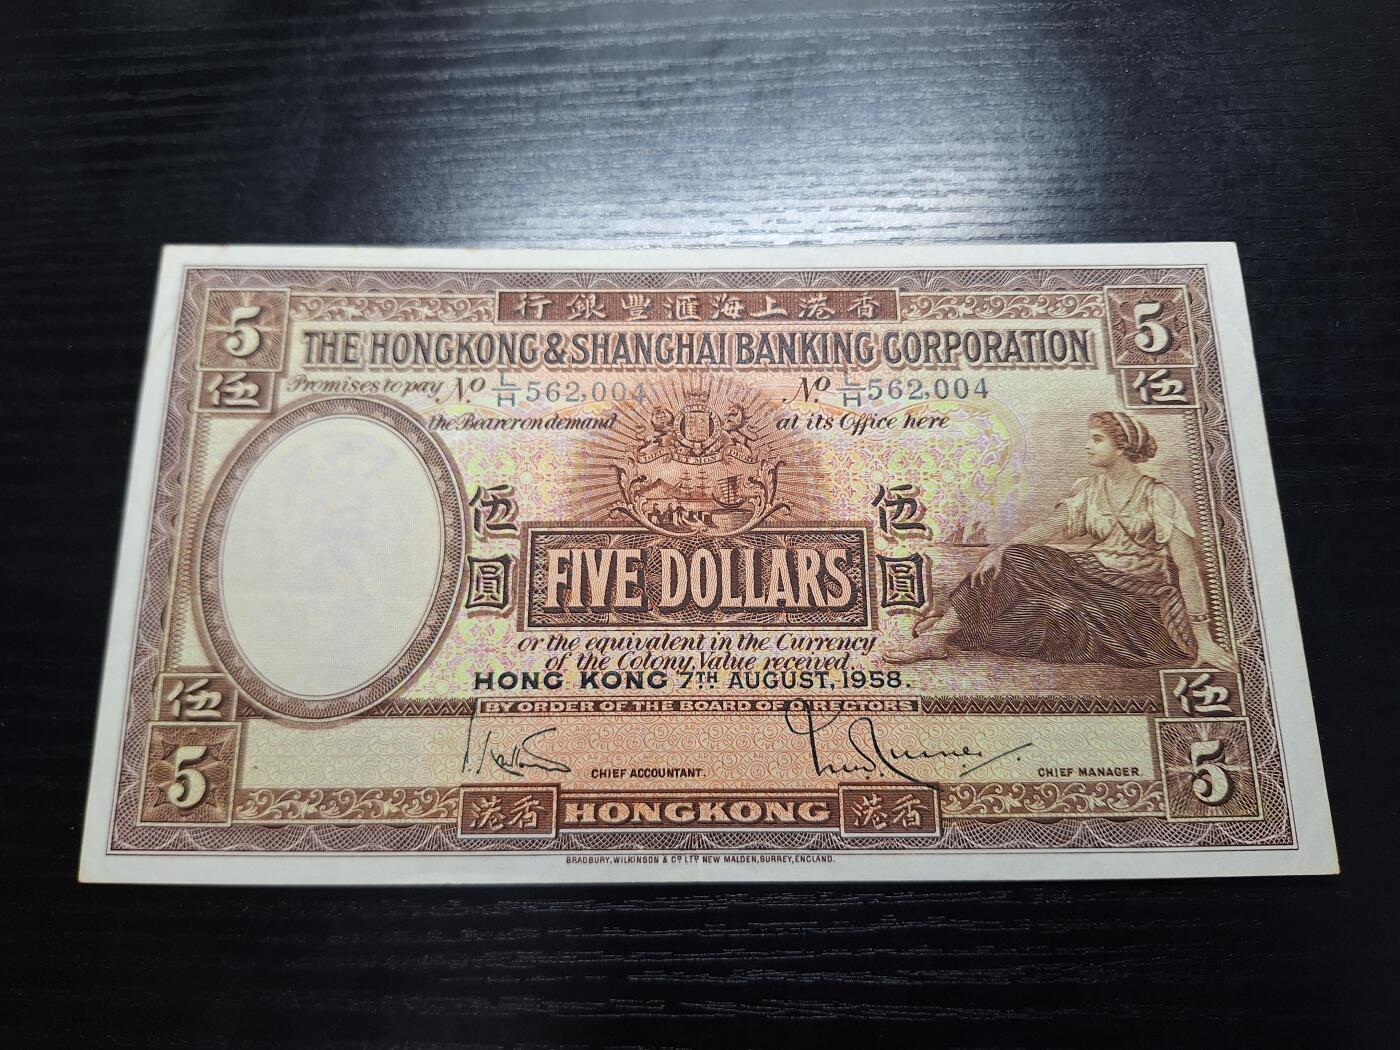 行銀豐滙海上港香
5 THE HONGKONG & SHANGHAI BANKING CORPORATION 5
伍 Promises to pay No. L/H 562,004 No. L/H 562,004 伍
the Bearer on demand at its Office here
伍圓 FIVE DOLLARS 伍圓
or the equivalent in the Currency
of the Colony, Value received.
HONG KONG 7TH AUGUST, 1958.
伍 BY ORDER OF THE BOARD OF DIRECTORS 伍
5 CHIEF ACCOUNTANT. CHIEF MANAGER. 5
港香 HONGKONG 港香
BRADBURY, WILKINSON & Co LTD NEW MALDEN, SURREY, ENGLAND.